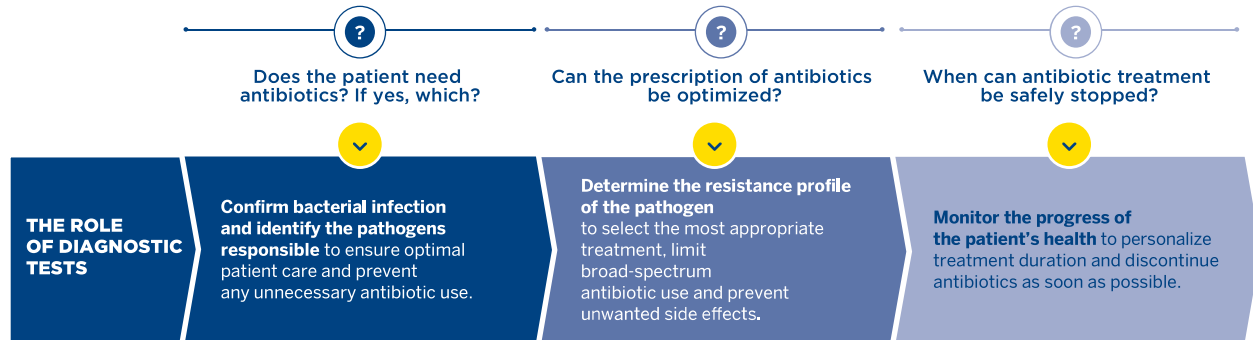 ?
?
?
Does the patient need
antibiotics? If yes, which?
Can the prescription of antibiotics
be optimized?
When can antibiotic treatment
be safely stopped?
THE ROLE
OF DIAGNOSTIC
TESTS
Confirm bacterial infection
and identify the pathogens
responsible to ensure optimal
patient care and prevent
any unnecessary antibiotic use.
Determine the resistance profile
of the pathogen
to select the most appropriate
treatment, limit
broad-spectrum
antibiotic use and prevent
unwanted side effects.
Monitor the progress of
the patient’s health to personalize
treatment duration and discontinue
antibiotics as soon as possible.